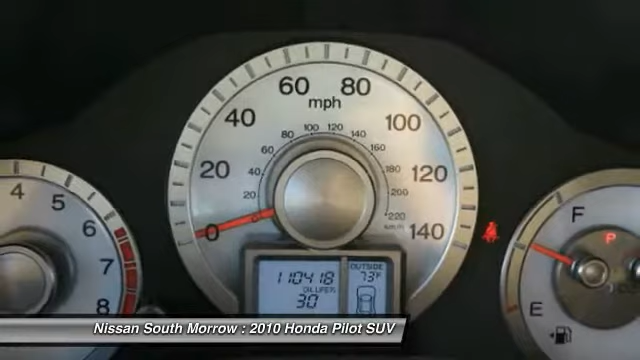 60 80
mph
40 100
20 120
0 140
80 100 120 140
60 160
40 180
20 200
220
km/h
4
5
6
7
8
110418
OIL LIFE%
30
OUTSIDE
73°F
F
P
E
Nissan South Morrow : 2010 Honda Pilot SUV